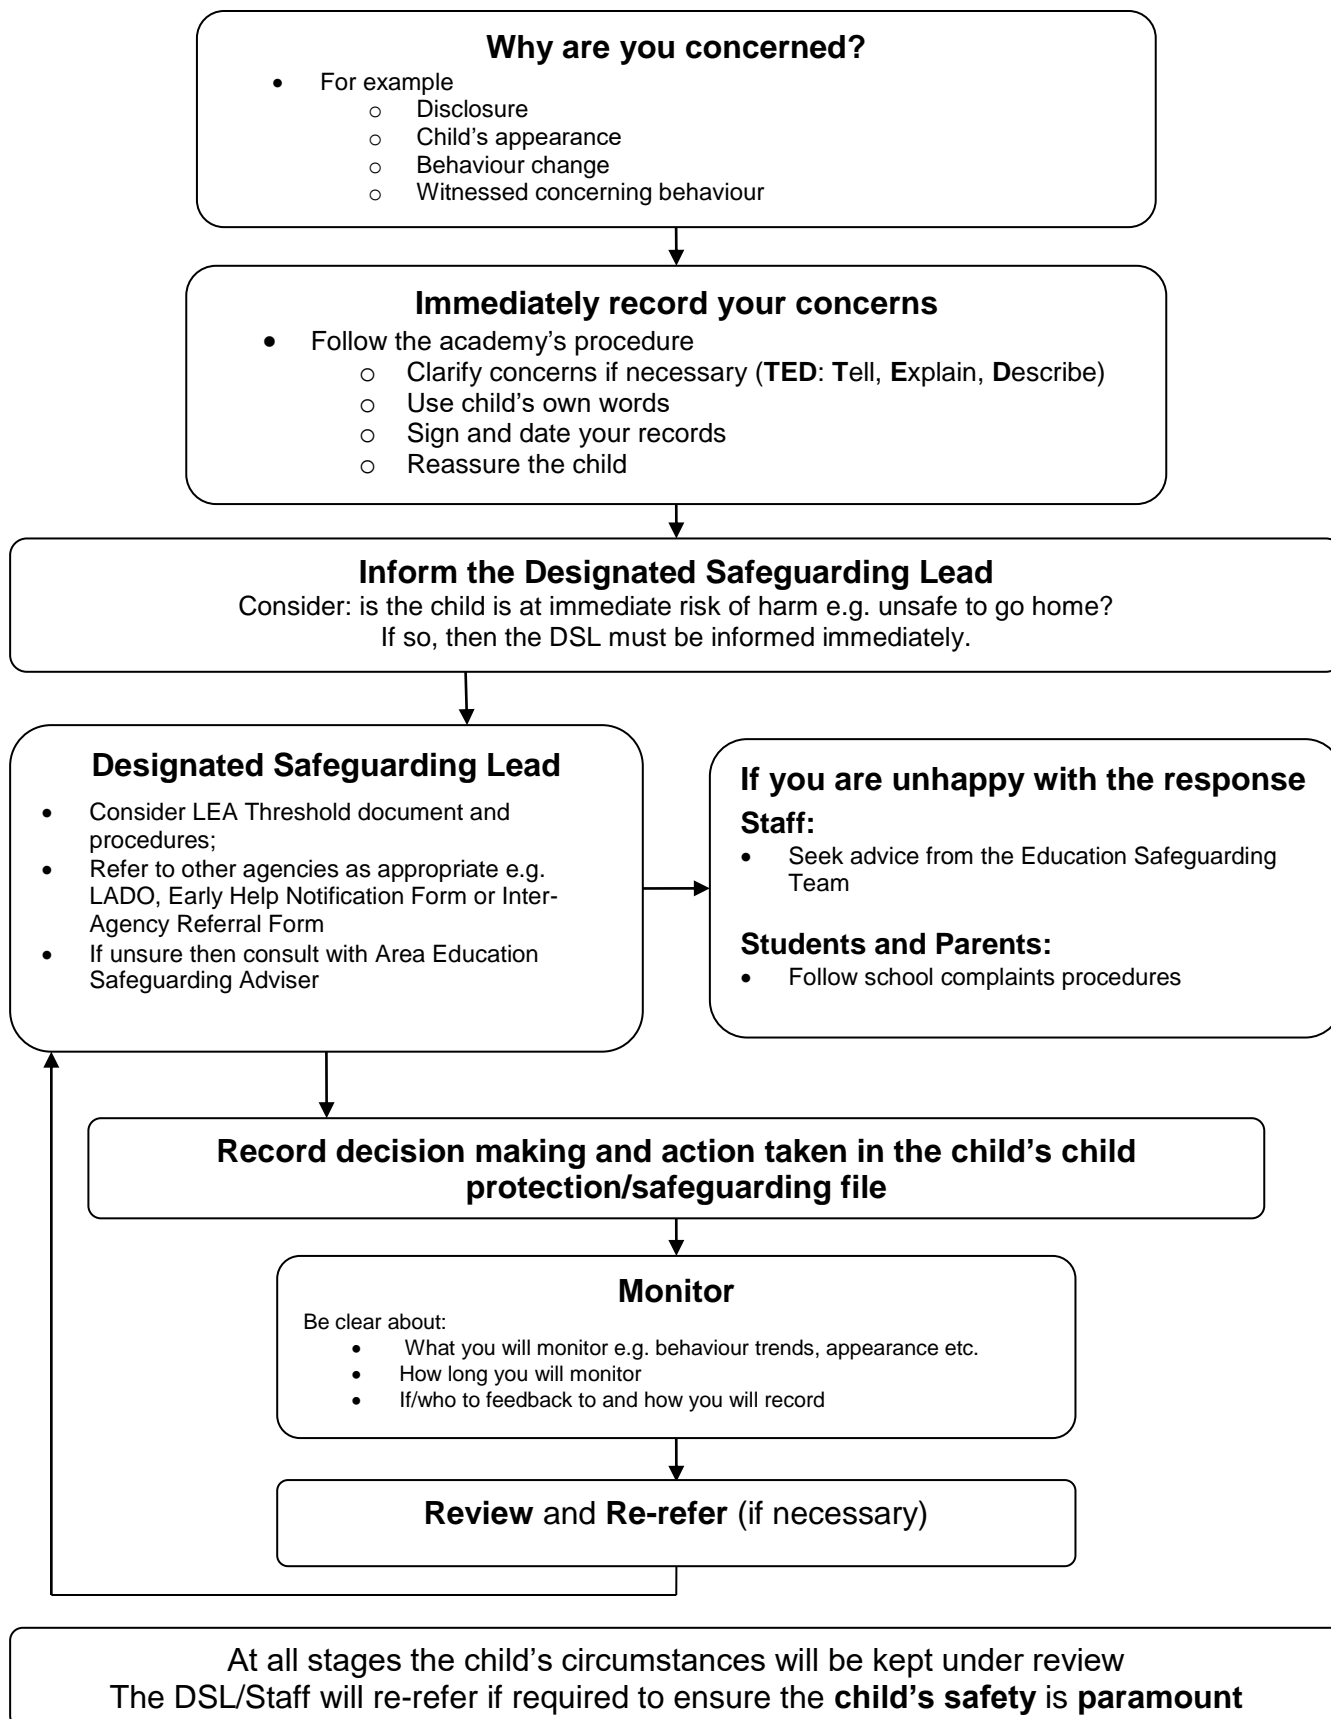 Why are you concerned?
• For example
o Disclosure
o Child’s appearance
o Behaviour change
o Witnessed concerning behaviour
Immediately record your concerns
• Follow the academy’s procedure
o Clarify concerns if necessary (TED: Tell, Explain, Describe)
o Use child’s own words
o Sign and date your records
o Reassure the child
Inform the Designated Safeguarding Lead
Consider: is the child is at immediate risk of harm e.g. unsafe to go home?
If so, then the DSL must be informed immediately.
Designated Safeguarding Lead
• Consider LEA Threshold document and
procedures;
• Refer to other agencies as appropriate e.g.
LADO, Early Help Notification Form or Inter-
Agency Referral Form
• If unsure then consult with Area Education
Safeguarding Adviser
If you are unhappy with the response
Staff:
• Seek advice from the Education Safeguarding
Team
Students and Parents:
• Follow school complaints procedures
Record decision making and action taken in the child’s child
protection/safeguarding file
Monitor
Be clear about:
• What you will monitor e.g. behaviour trends, appearance etc.
• How long you will monitor
• If/who to feedback to and how you will record
Review and Re-refer (if necessary)
At all stages the child’s circumstances will be kept under review
The DSL/Staff will re-refer if required to ensure the child’s safety is paramount